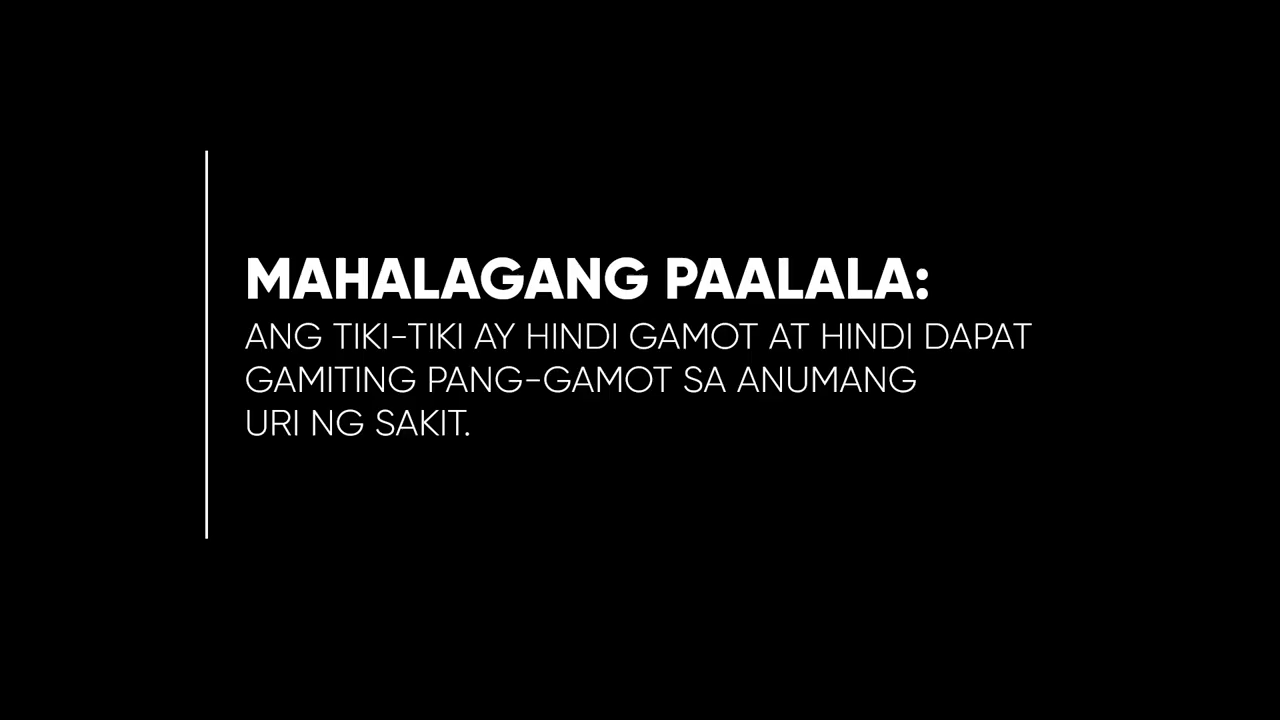 MAHALAGANG PAALALA:
ANG TIKI-TIKI AY HINDI GAMOT AT HINDI DAPAT
GAMITING PANG-GAMOT SA ANUMANG
URI NG SAKIT.